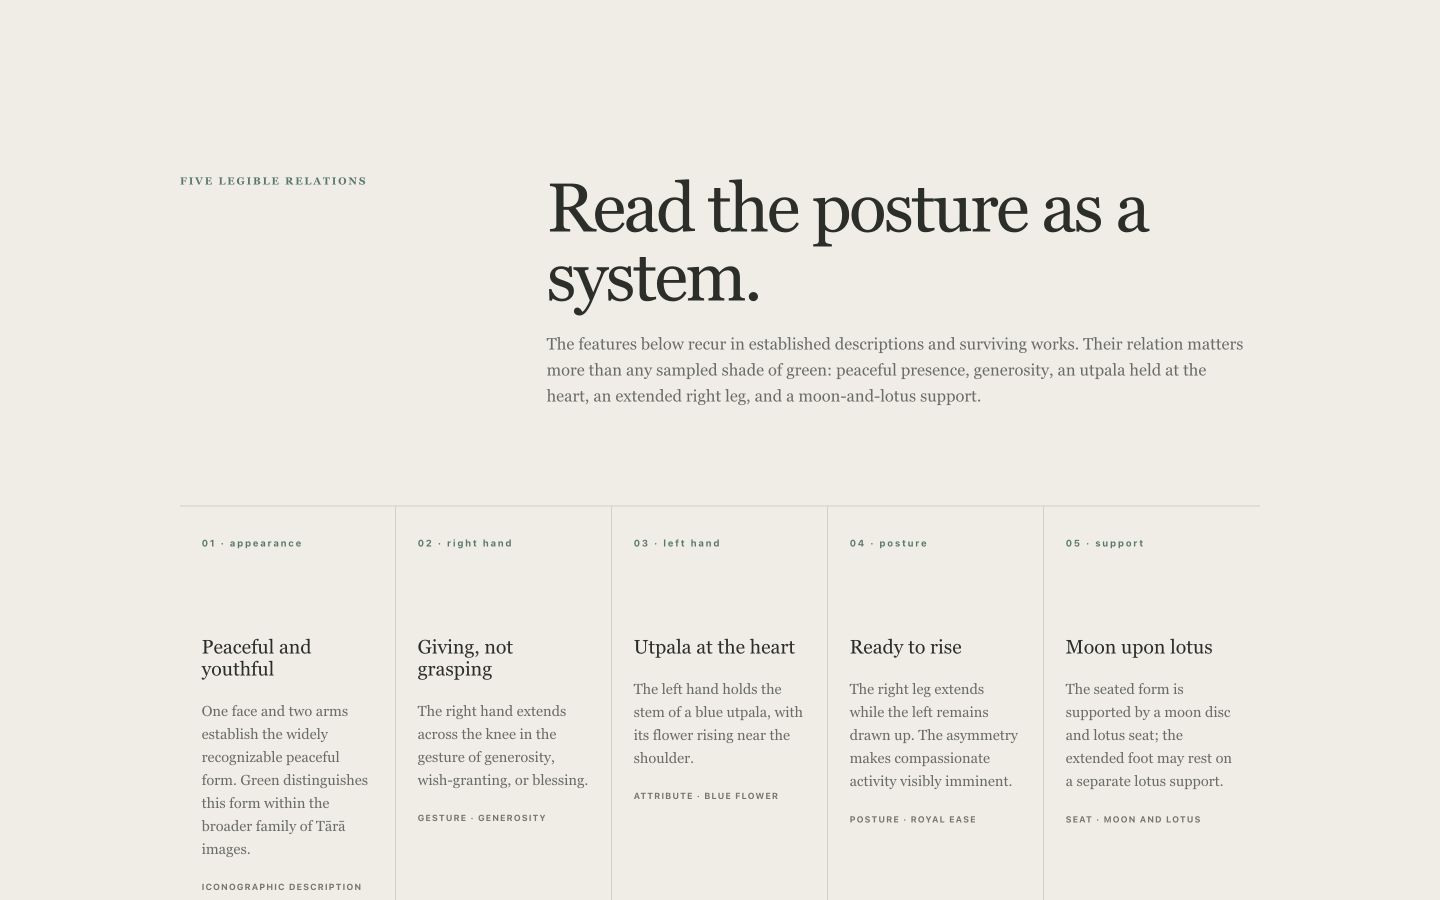 FIVE LEGIBLE RELATIONS
Read the posture as a
system.
The features below recur in established descriptions and surviving works. Their relation matters
more than any sampled shade of green: peaceful presence, generosity, an utpala held at the
heart, an extended right leg, and a moon-and-lotus support.
01 · appearance
Peaceful and
youthful
One face and two arms
establish the widely
recognizable peaceful
form. Green distinguishes
this form within the
broader family of Tārā
images.
ICONOGRAPHIC DESCRIPTION
02 · right hand
Giving, not
grasping
The right hand extends
across the knee in the
gesture of generosity,
wish-granting, or blessing.
GESTURE · GENEROSITY
03 · left hand
Utpala at the heart
The left hand holds the
stem of a blue utpala, with
its flower rising near the
shoulder.
ATTRIBUTE · BLUE FLOWER
04 · posture
Ready to rise
The right leg extends
while the left remains
drawn up. The asymmetry
makes compassionate
activity visibly imminent.
POSTURE · ROYAL EASE
05 · support
Moon upon lotus
The seated form is
supported by a moon disc
and lotus seat; the
extended foot may rest on
a separate lotus support.
SEAT · MOON AND LOTUS